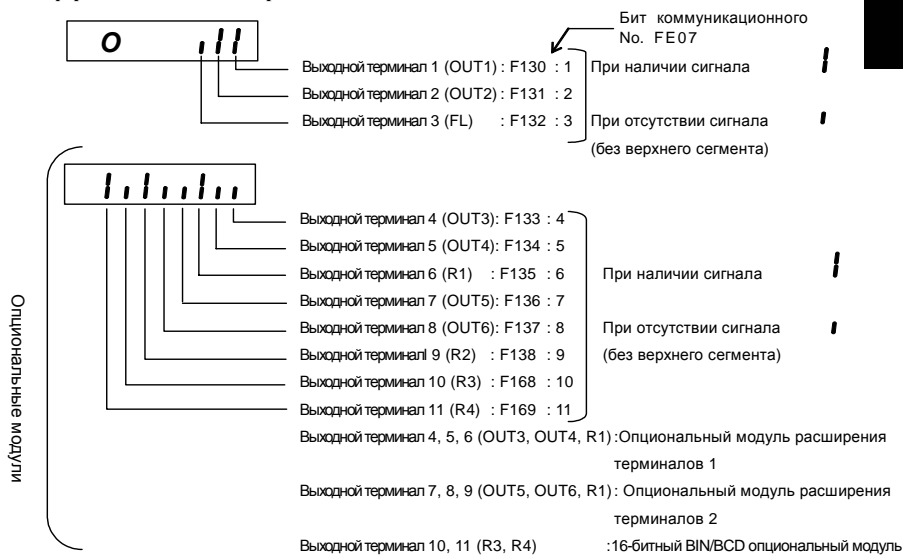 Бит коммуникационного
No. FE07
O ,11
Выходной терминал 1 (OUT1) : F130 : 1 При наличии сигнала
Выходной терминал 2 (OUT2) : F131 : 2
Выходной терминал 3 (FL) : F132 : 3 При отсутствии сигнала
(без верхнего сегмента)
Выходной терминал 4 (OUT3): F133 : 4
Выходной терминал 5 (OUT4): F134 : 5
Выходной терминал 6 (R1) : F135 : 6 При наличии сигнала
Выходной терминал 7 (OUT5): F136 : 7
Выходной терминал 8 (OUT6): F137 : 8 При отсутствии сигнала
Выходной терминалl 9 (R2) : F138 : 9 (без верхнего сегмента)
Выходной терминал 10 (R3) : F168 : 10
Выходной терминал 11 (R4) : F169 : 11
Выходной терминал 4, 5, 6 (OUT3, OUT4, R1) :Опциональный модуль расширения
терминалов 1
Выходной терминал 7, 8, 9 (OUT5, OUT6, R1) : Опциональный модуль расширения
терминалов 2
Выходной терминал 10, 11 (R3, R4) :16-битный BIN/BCD опциональный модуль
Опциональные модули